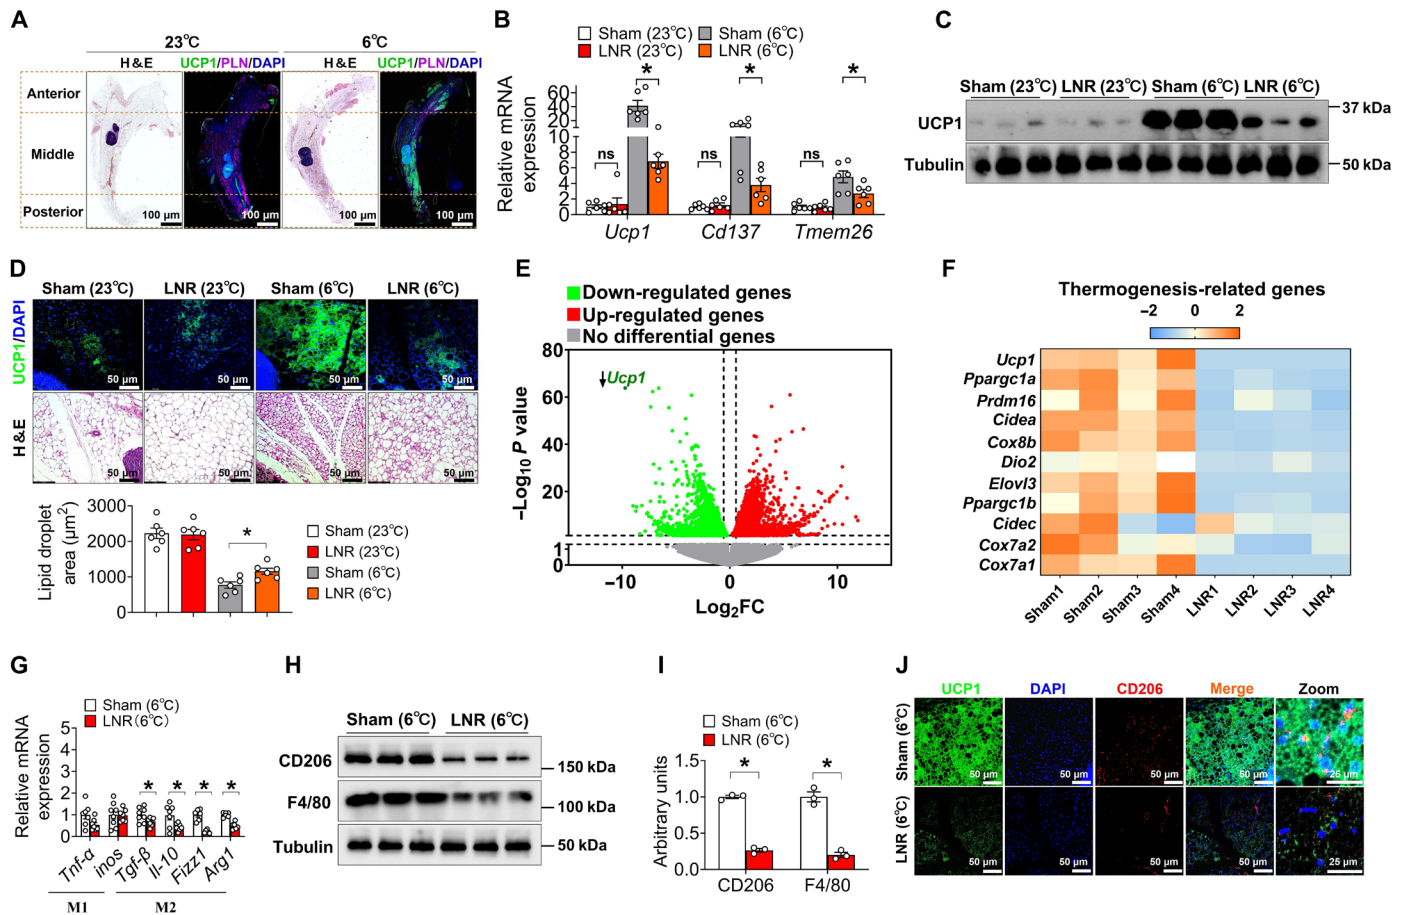 A
23℃
6℃
H&E
UCP1/PLN/DAPI
H&E
UCP1/PLN/DAPI
Anterior
Middle
Posterior
100 μm
100 μm
100 μm
100 μm
B
Sham (23℃)
Sham (6℃)
LNR (23℃)
LNR (6℃)
Relative mRNA
expression
60
40
20
10
8
6
4
2
0
ns
*
ns
*
ns
*
Ucp1
Cd137
Tmem26
C
Sham (23℃)
LNR (23℃)
Sham (6℃)
LNR (6℃)
UCP1
37 kDa
Tubulin
50 kDa
D
Sham (23℃)
LNR (23℃)
Sham (6℃)
LNR (6℃)
UCP1/DAPI
50 μm
50 μm
50 μm
50 μm
H&E
50 μm
50 μm
50 μm
50 μm
Lipid droplet
area (μm²)
3000
2000
1000
0
*
Sham (23℃)
LNR (23℃)
Sham (6℃)
LNR (6℃)
E
Down-regulated genes
Up-regulated genes
No differential genes
80
60
40
20
1
0
−Log₁₀ P value
Ucp1
−10
0
10
Log₂FC
F
Thermogenesis-related genes
−2
0
2
Ucp1
Ppargc1a
Prdm16
Cidea
Cox8b
Dio2
Elovl3
Ppargc1b
Cidec
Cox7a2
Cox7a1
Sham1
Sham2
Sham3
Sham4
LNR1
LNR2
LNR3
LNR4
G
Sham (6℃)
LNR (6℃)
Relative mRNA
expression
5
4
3
2
1
0
*
*
*
*
Tnf-α
inos
Tgf-β
Il-10
Fizz1
Arg1
M1
M2
H
Sham (6℃)
LNR (6℃)
CD206
150 kDa
F4/80
100 kDa
Tubulin
50 kDa
I
Sham (6℃)
LNR (6℃)
Arbitrary units
1.5
1.0
0.5
0.0
*
*
CD206
F4/80
J
UCP1
DAPI
CD206
Merge
Zoom
Sham (6℃)
50 μm
50 μm
50 μm
50 μm
25 μm
LNR (6℃)
50 μm
50 μm
50 μm
50 μm
25 μm